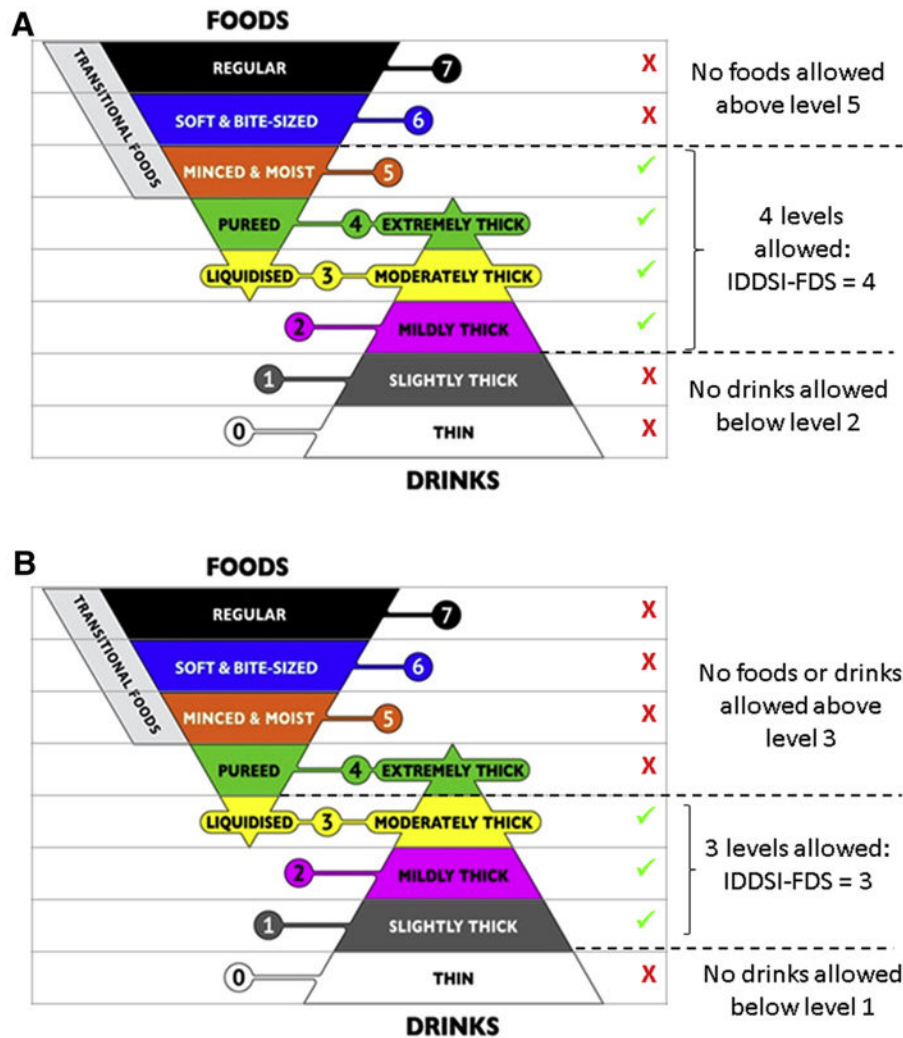 A
FOODS
TRANSITIONAL FOODS
REGULAR
7
X
No foods allowed
above level 5
SOFT & BITE-SIZED
6
X
MINCED & MOIST
5
✓
PUREED
4
EXTREMELY THICK
✓
4 levels
allowed:
IDDSI-FDS = 4
LIQUIDISED
3
MODERATELY THICK
✓
2
MILDLY THICK
✓
1
SLIGHTLY THICK
X
No drinks allowed
below level 2
0
THIN
X
DRINKS
B
FOODS
TRANSITIONAL FOODS
REGULAR
7
X
SOFT & BITE-SIZED
6
X
No foods or drinks
allowed above
level 3
MINCED & MOIST
5
X
PUREED
4
EXTREMELY THICK
X
LIQUIDISED
3
MODERATELY THICK
✓
3 levels allowed:
IDDSI-FDS = 3
2
MILDLY THICK
✓
1
SLIGHTLY THICK
✓
0
THIN
X
No drinks allowed
below level 1
DRINKS